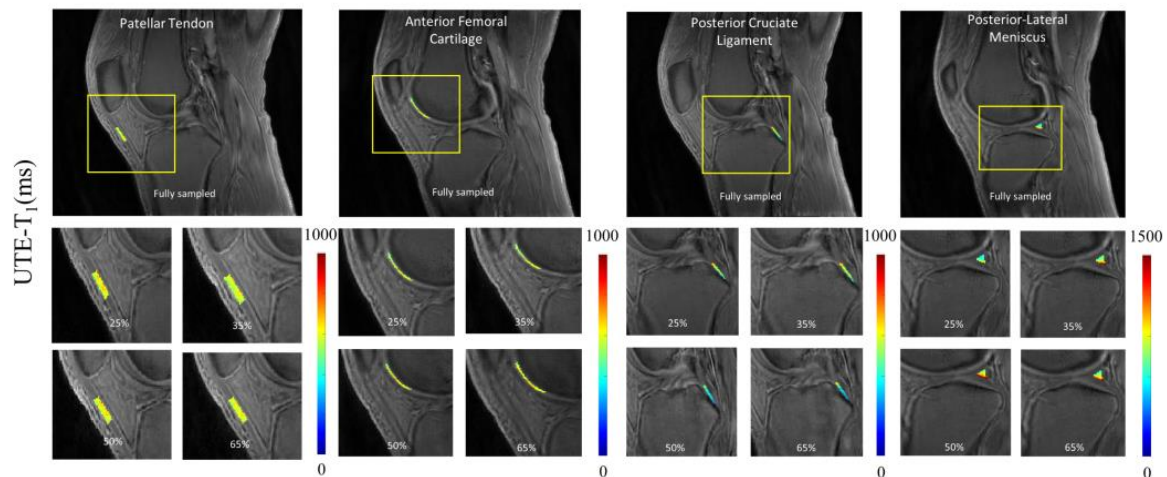 Patellar Tendon
Anterior Femoral
Cartilage
Posterior Cruciate
Ligament
Posterior-Lateral
Meniscus
Fully sampled
Fully sampled
Fully sampled
Fully sampled
UTE-T₁(ms)
1000
1000
1000
1500
25%
35%
25%
35%
25%
35%
25%
35%
50%
65%
50%
65%
50%
65%
50%
65%
0
0
0
0